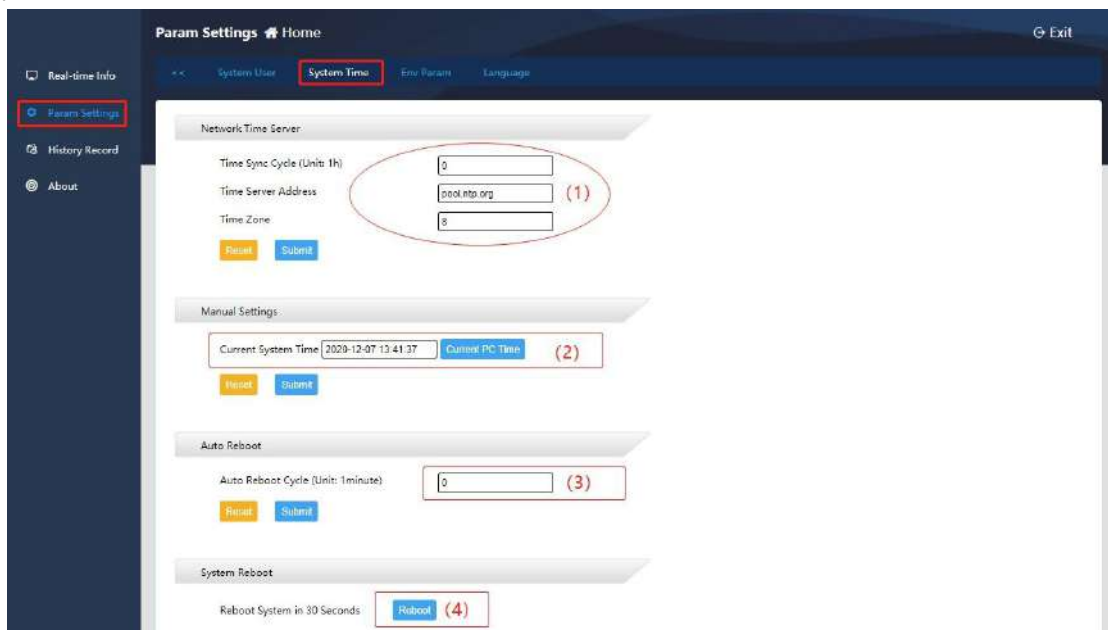 Param Settings Home
Exit
Real-time Info
Param Settings
History Record
About
<< System User System Time Env Param Language
Network Time Server
Time Sync Cycle (Unit: 1h) 0
Time Server Address pool.ntp.org (1)
Time Zone 8
Reset Submit
Manual Settings
Current System Time 2020-12-07 13:41:37 Current PC Time (2)
Reset Submit
Auto Reboot
Auto Reboot Cycle (Unit: 1minute) 0 (3)
Reset Submit
System Reboot
Reboot System in 30 Seconds Reboot (4)